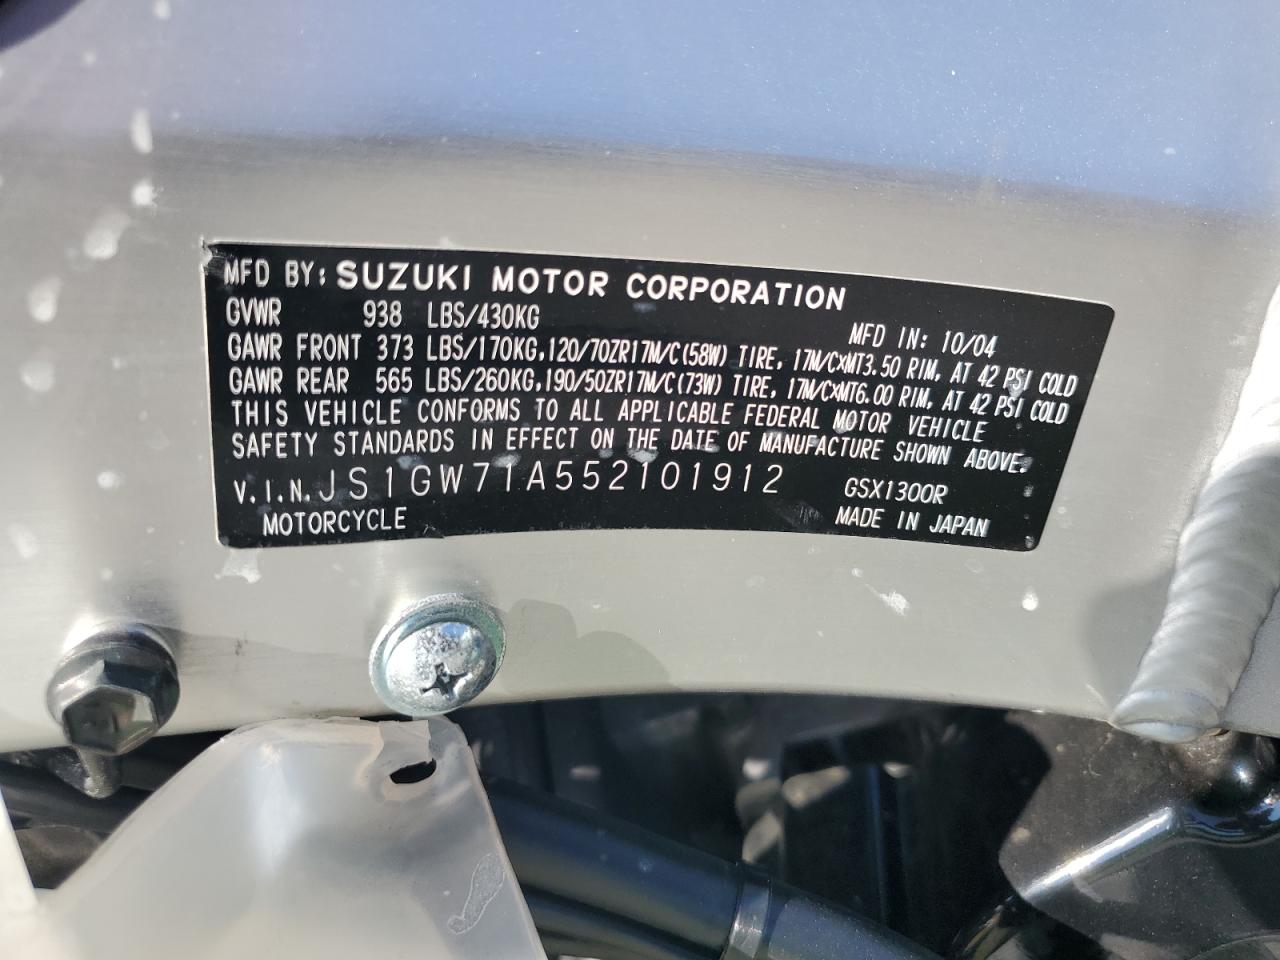 MFD BY: SUZUKI MOTOR CORPORATION
GVWR 938 LBS/430KG MFD IN: 10/04
GAWR FRONT 373 LBS/170KG,120/70ZR17M/C(58W) TIRE, 17M/CXMT3.50 RIM, AT 42 PSI COLD
GAWR REAR 565 LBS/260KG,190/50ZR17M/C(73W) TIRE, 17M/CXMT6.00 RIM, AT 42 PSI COLD
THIS VEHICLE CONFORMS TO ALL APPLICABLE FEDERAL MOTOR VEHICLE
SAFETY STANDARDS IN EFFECT ON THE DATE OF MANUFACTURE SHOWN ABOVE.
V.I.N. JS1GW71A552101912 GSX1300R
MOTORCYCLE MADE IN JAPAN